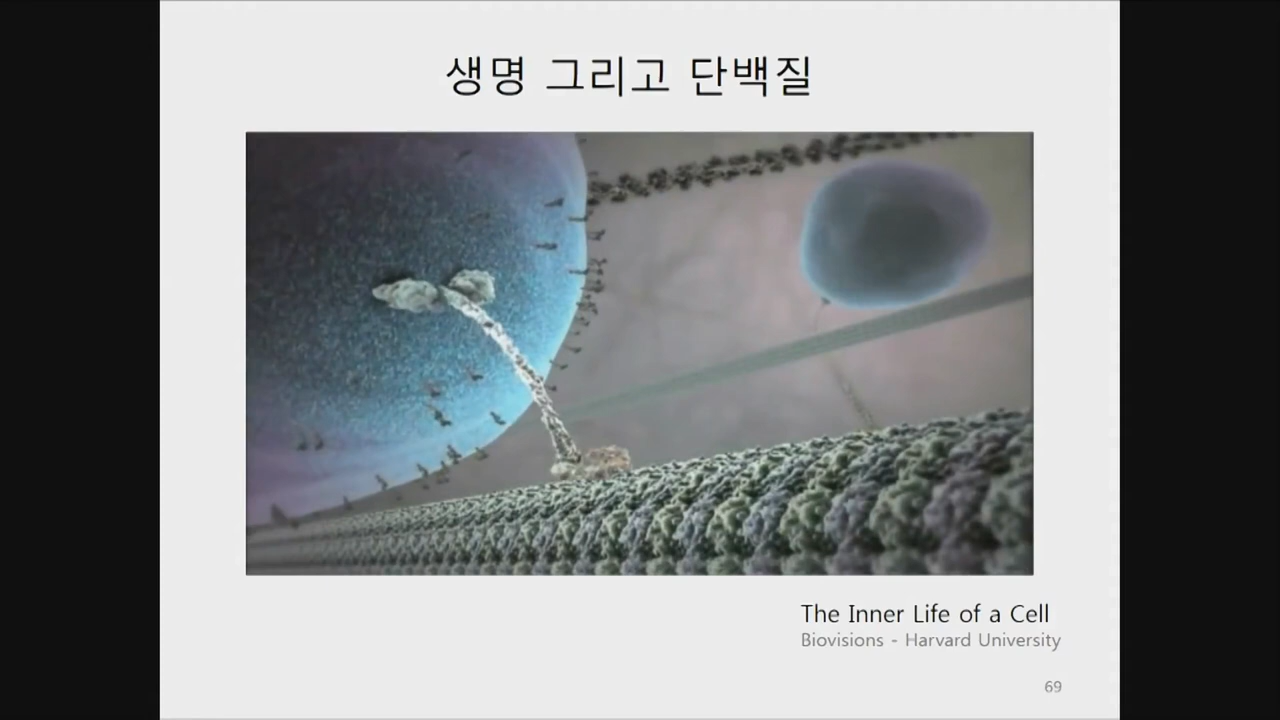 생명 그리고 단백질
The Inner Life of a Cell
Biovisions - Harvard University
69